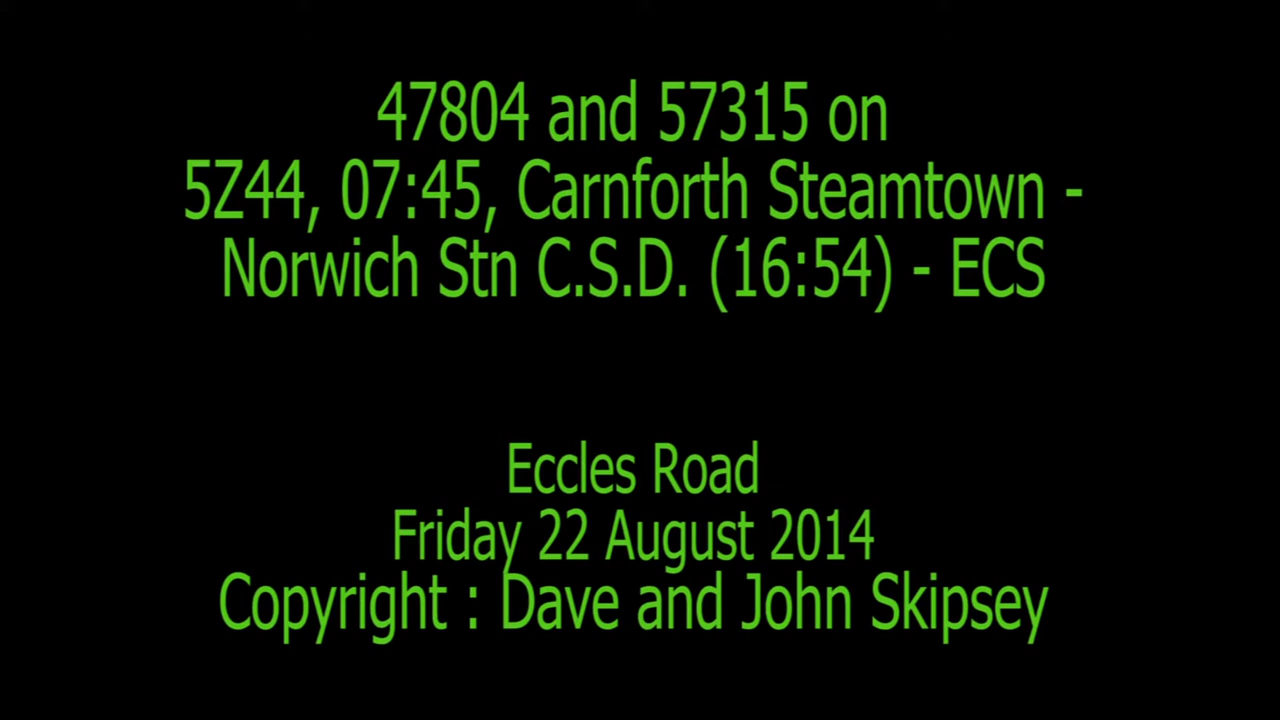 47804 and 57315 on
5Z44, 07:45, Carnforth Steamtown -
Norwich Stn C.S.D. (16:54) - ECS
Eccles Road
Friday 22 August 2014
Copyright : Dave and John Skipsey